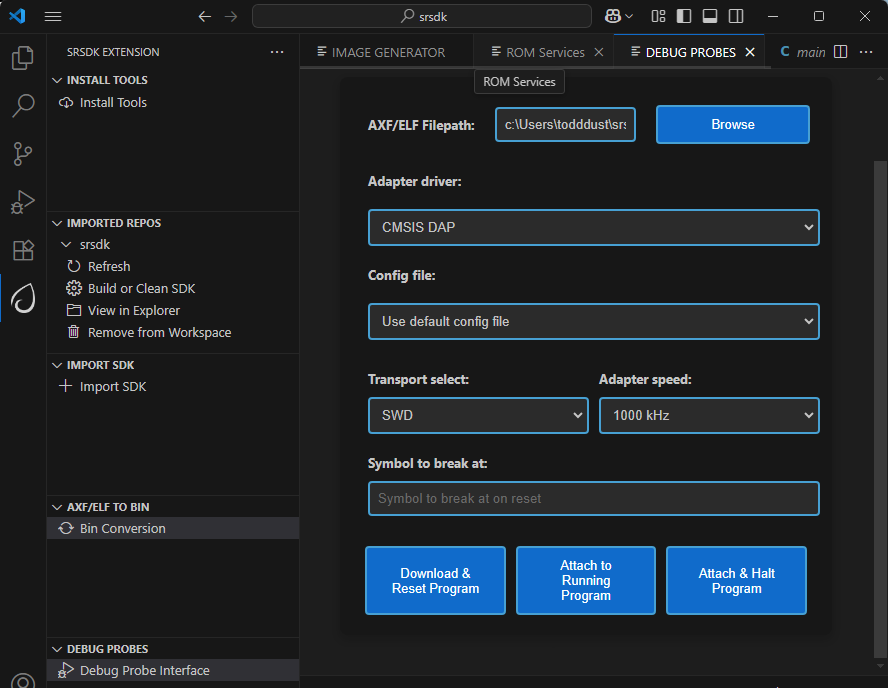 srsdk
SRSDK EXTENSION
INSTALL TOOLS
Install Tools
IMPORTED REPOS
srsdk
Refresh
Build or Clean SDK
View in Explorer
Remove from Workspace
IMPORT SDK
Import SDK
AXF/ELF TO BIN
Bin Conversion
DEBUG PROBES
Debug Probe Interface
IMAGE GENERATOR
ROM Services
DEBUG PROBES
C main
ROM Services
AXF/ELF Filepath:
c:\Users\todddust\srs
Browse
Adapter driver:
CMSIS DAP
Config file:
Use default config file
Transport select:
Adapter speed:
SWD
1000 kHz
Symbol to break at:
Symbol to break at on reset
Download &
Reset Program
Attach to
Running
Program
Attach & Halt
Program